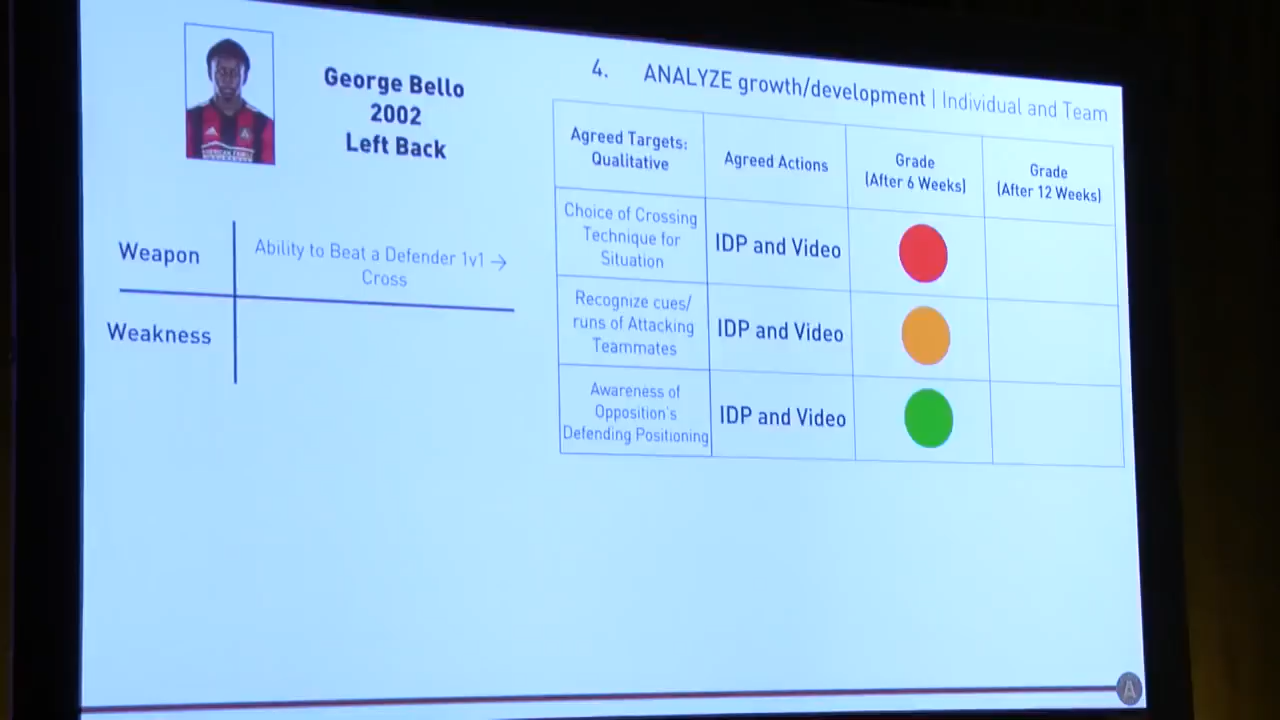 George Bello
2002
Left Back
4. ANALYZE growth/development | Individual and Team
Weapon
Ability to Beat a Defender 1v1 →
Cross
Weakness
Agreed Targets:
Qualitative
Agreed Actions
Grade
(After 6 Weeks)
Grade
(After 12 Weeks)
Choice of Crossing
Technique for
Situation
IDP and Video
Recognize cues/
runs of Attacking
Teammates
IDP and Video
Awareness of
Opposition's
Defending Positioning
IDP and Video
A